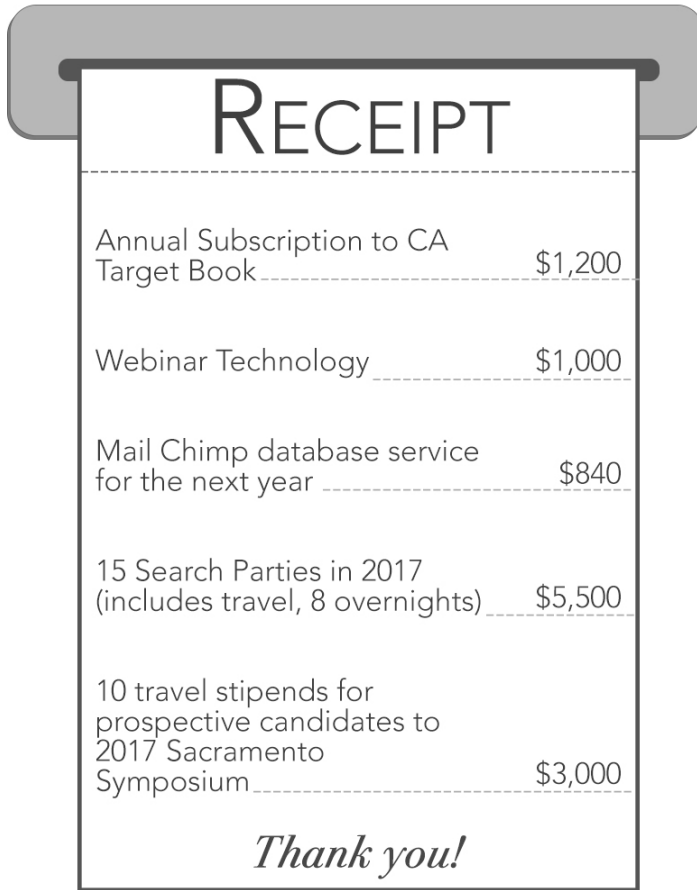 RECEIPT
Annual Subscription to CA
Target Book $1,200
Webinar Technology $1,000
Mail Chimp database service
for the next year $840
15 Search Parties in 2017
(includes travel, 8 overnights) $5,500
10 travel stipends for
prospective candidates to
2017 Sacramento
Symposium $3,000
Thank you!